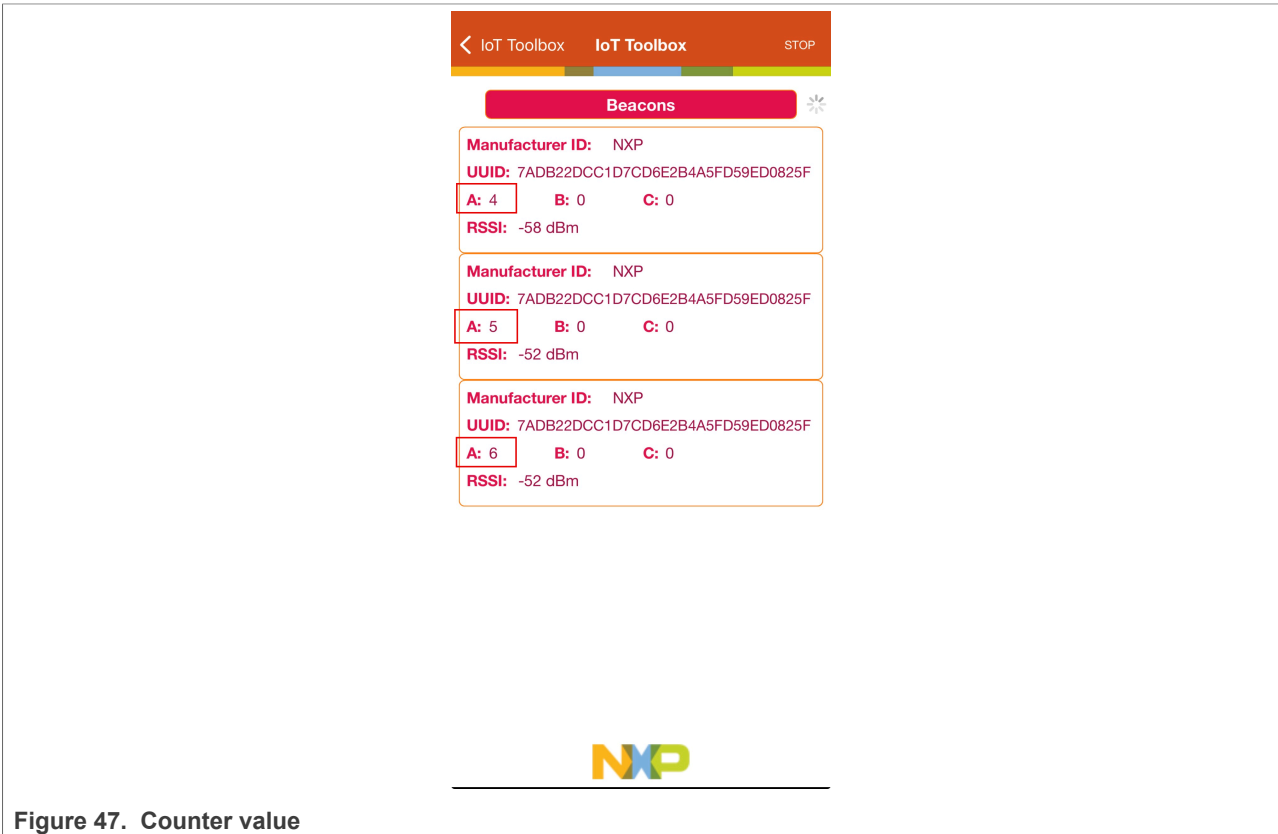 IoT Toolbox IoT Toolbox STOP
Beacons
Manufacturer ID: NXP
UUID: 7ADB22DCC1D7CD6E2B4A5FD59ED0825F
A: 4 B: 0 C: 0
RSSI: -58 dBm
Manufacturer ID: NXP
UUID: 7ADB22DCC1D7CD6E2B4A5FD59ED0825F
A: 5 B: 0 C: 0
RSSI: -52 dBm
Manufacturer ID: NXP
UUID: 7ADB22DCC1D7CD6E2B4A5FD59ED0825F
A: 6 B: 0 C: 0
RSSI: -52 dBm
NXP
Figure 47. Counter value